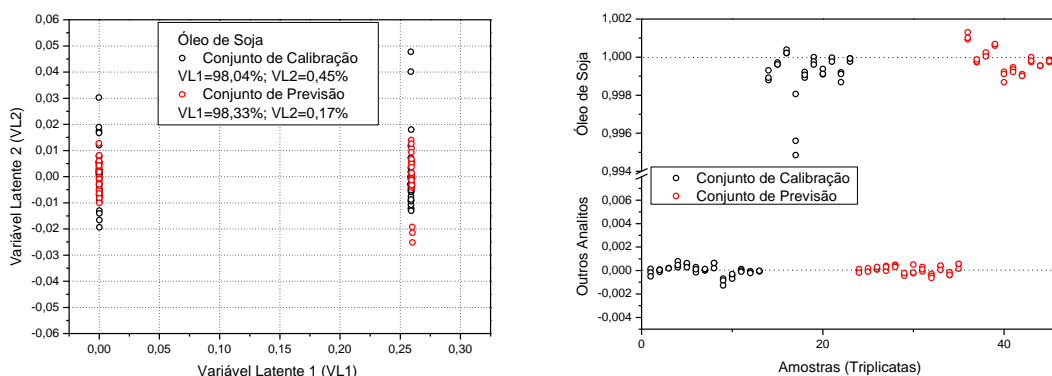 0,06
0,05
0,04
0,03
0,02
0,01
0,00
-0,01
-0,02
-0,03
-0,04
-0,05
-0,06
Variável Latente 2 (VL2)
Óleo de Soja
Conjunto de Calibração
VL1=98,04%; VL2=0,45%
Conjunto de Previsão
VL1=98,33%; VL2=0,17%
0,00 0,05 0,10 0,15 0,20 0,25 0,30
Variável Latente 1 (VL1)
1,002
1,000
0,998
0,996
0,994
0,006
0,004
0,002
0,000
-0,002
-0,004
Óleo de Soja
Outros Analitos
Conjunto de Calibração
Conjunto de Previsão
0 20 40
Amostras (Triplicatas)